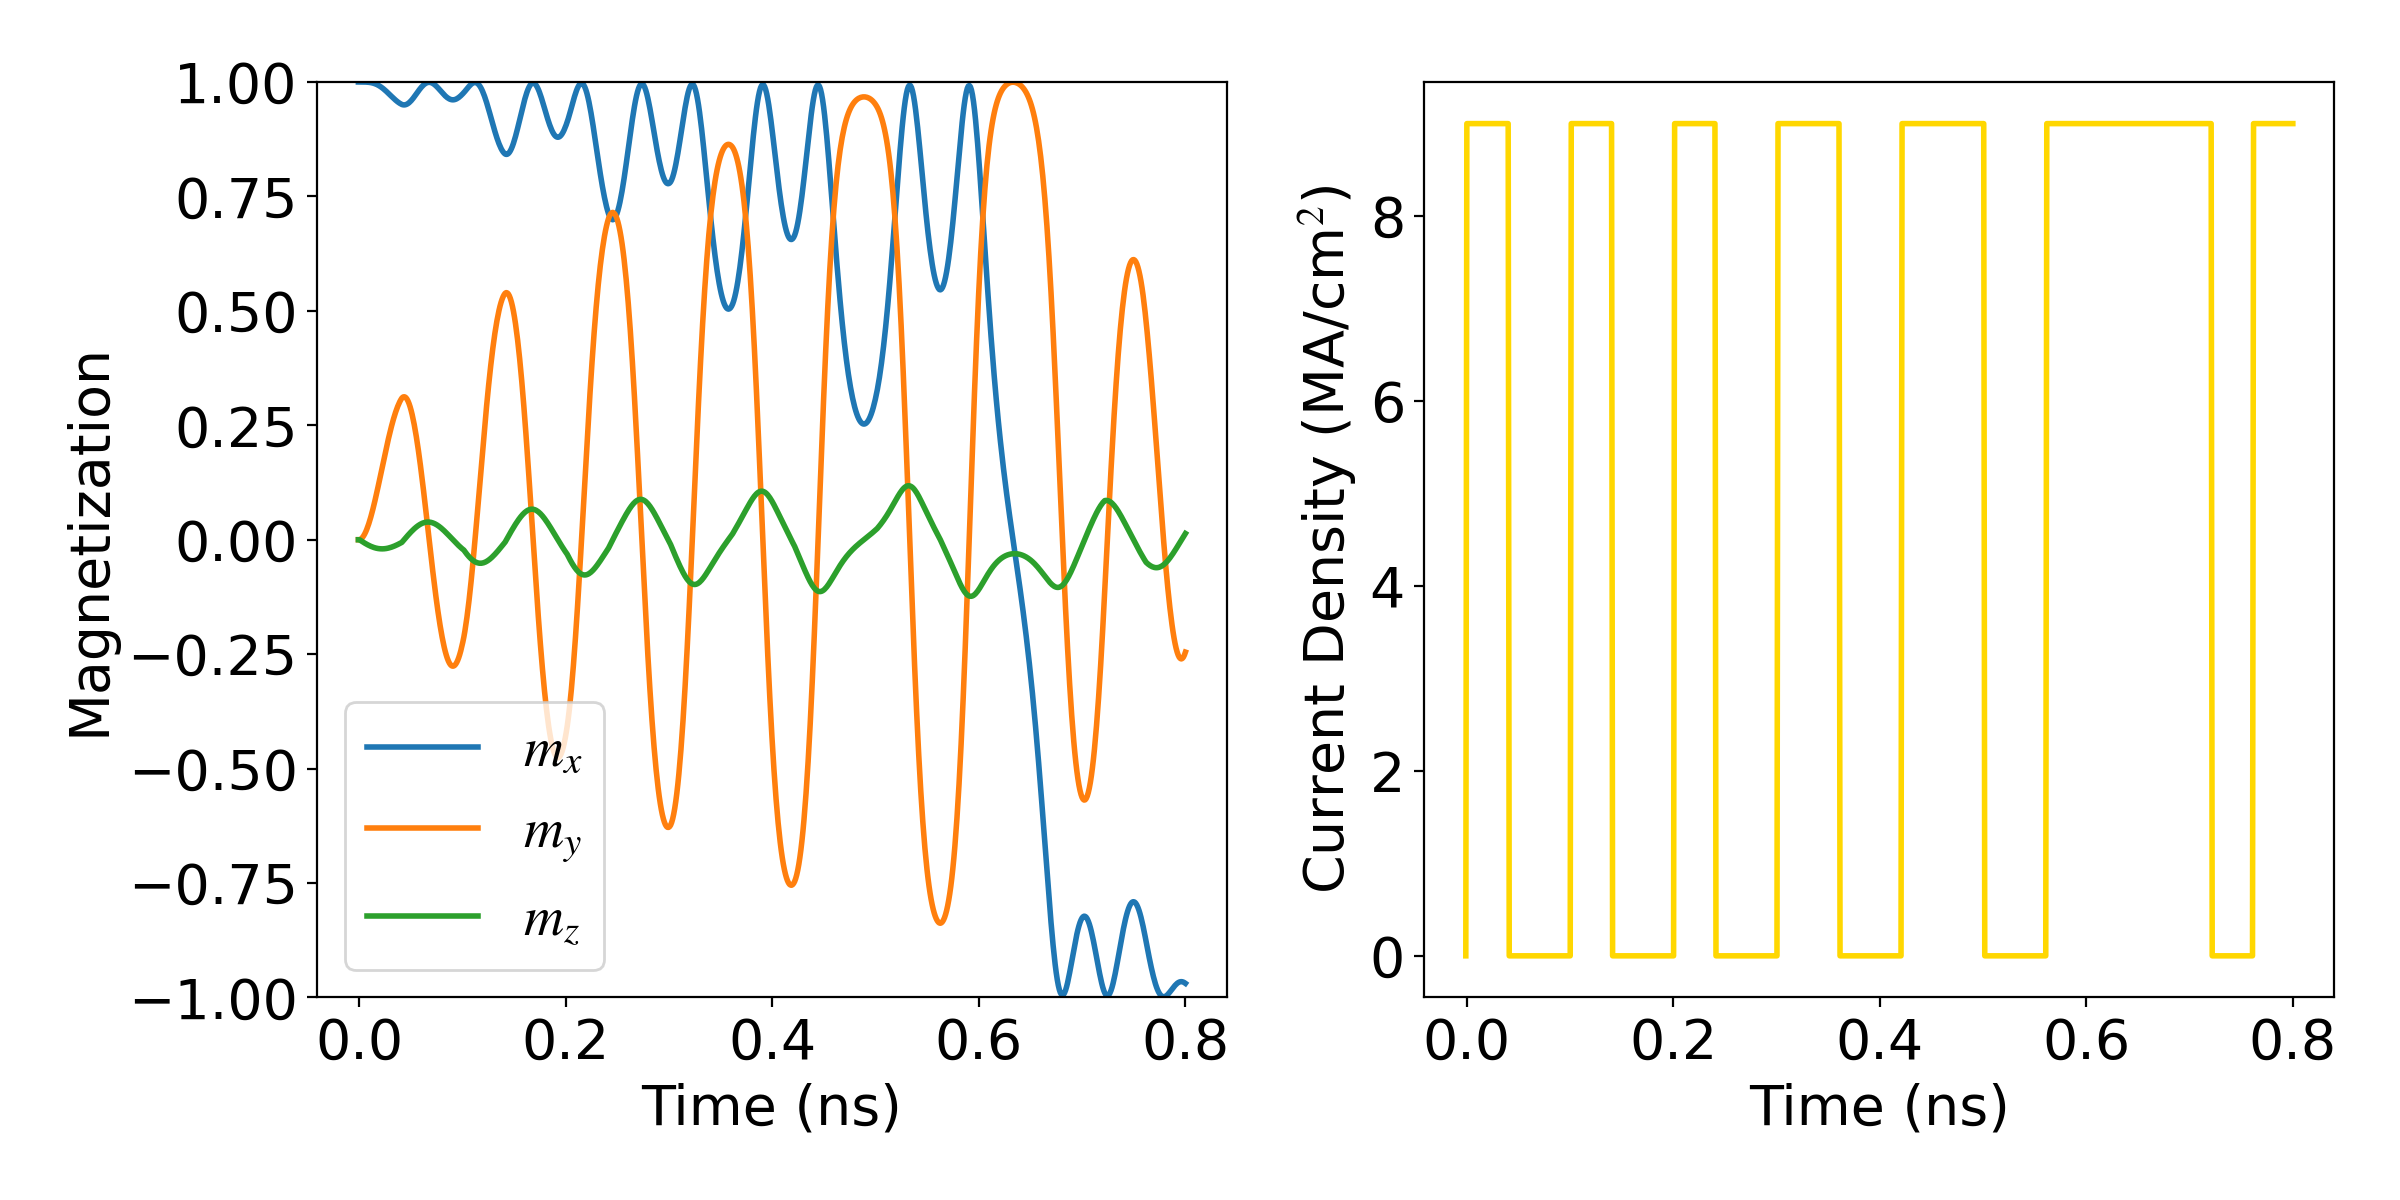 1.00
0.75
0.50
0.25
0.00
−0.25
−0.50
−0.75
−1.00
Magnetization
m_x
m_y
m_z
0.0 0.2 0.4 0.6 0.8
Time (ns)
8
6
4
2
0
Current Density (MA/cm²)
0.0 0.2 0.4 0.6 0.8
Time (ns)